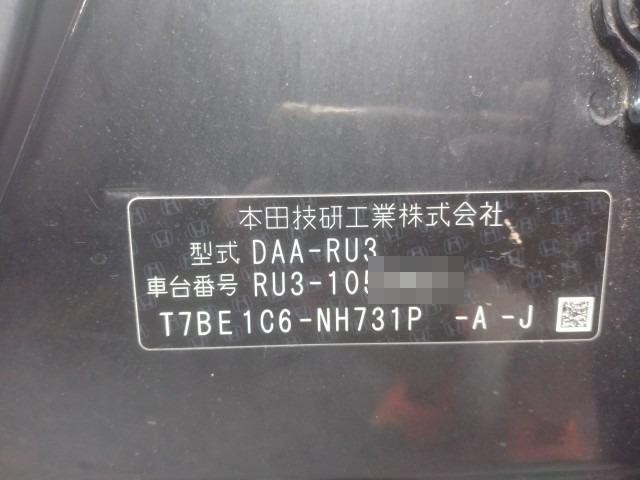 本田技研工業株式会社
型式 DAA-RU3
車台番号 RU3-105
T7BE1C6-NH731P -A -J